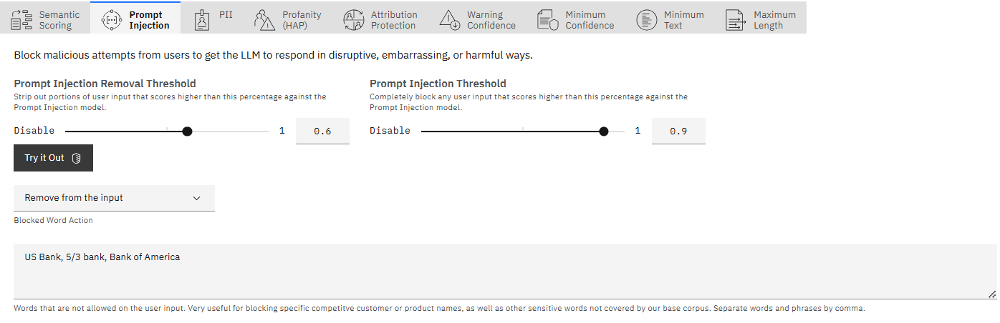 Semantic Scoring
Prompt Injection
PII
Profanity (HAP)
Attribution Protection
Warning Confidence
Minimum Confidence
Minimum Text
Maximum Length
Block malicious attempts from users to get the LLM to respond in disruptive, embarrassing, or harmful ways.
Prompt Injection Removal Threshold
Strip out portions of user input that scores higher than this percentage against the
Prompt Injection model.
Disable 1 0.6
Prompt Injection Threshold
Completely block any user input that scores higher than this percentage against the
Prompt Injection model.
Disable 1 0.9
Try it Out
Remove from the input
Blocked Word Action
US Bank, 5/3 bank, Bank of America
Words that are not allowed on the user input. Very useful for blocking specific competitve customer or product names, as well as other sensitive words not covered by our base corpus. Separate words and phrases by comma.